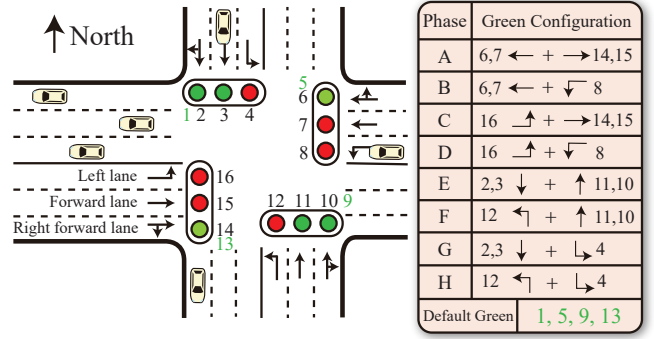 North
1 2 3 4
5
6
7
8
Left lane 16
Forward lane 15
Right forward lane 14
13
12 11 10 9
Phase Green Configuration
A 6,7 ← + → 14,15
B 6,7 ← + 8
C 16 + → 14,15
D 16 + 8
E 2,3 ↓ + ↑ 11,10
F 12 + ↑ 11,10
G 2,3 ↓ + 4
H 12 + 4
Default Green 1, 5, 9, 13